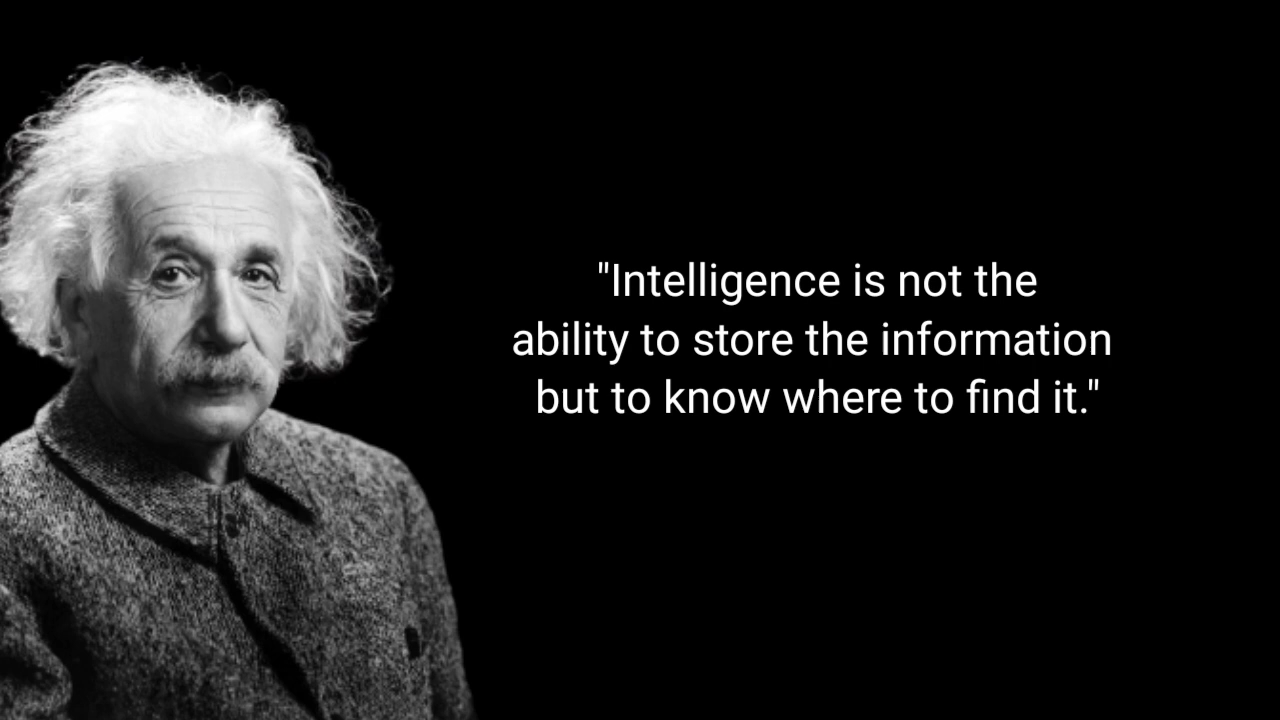 "Intelligence is not the
ability to store the information
but to know where to find it."